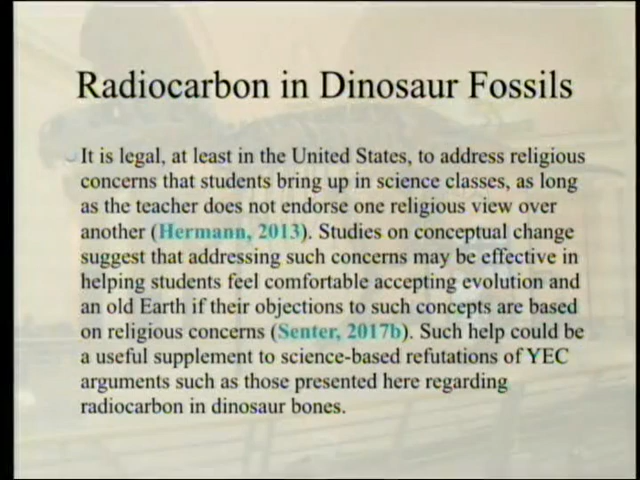 Radiocarbon in Dinosaur Fossils
It is legal, at least in the United States, to address religious
concerns that students bring up in science classes, as long
as the teacher does not endorse one religious view over
another (Hermann, 2013). Studies on conceptual change
suggest that addressing such concerns may be effective in
helping students feel comfortable accepting evolution and
an old Earth if their objections to such concepts are based
on religious concerns (Senter, 2017b). Such help could be
a useful supplement to science-based refutations of YEC
arguments such as those presented here regarding
radiocarbon in dinosaur bones.